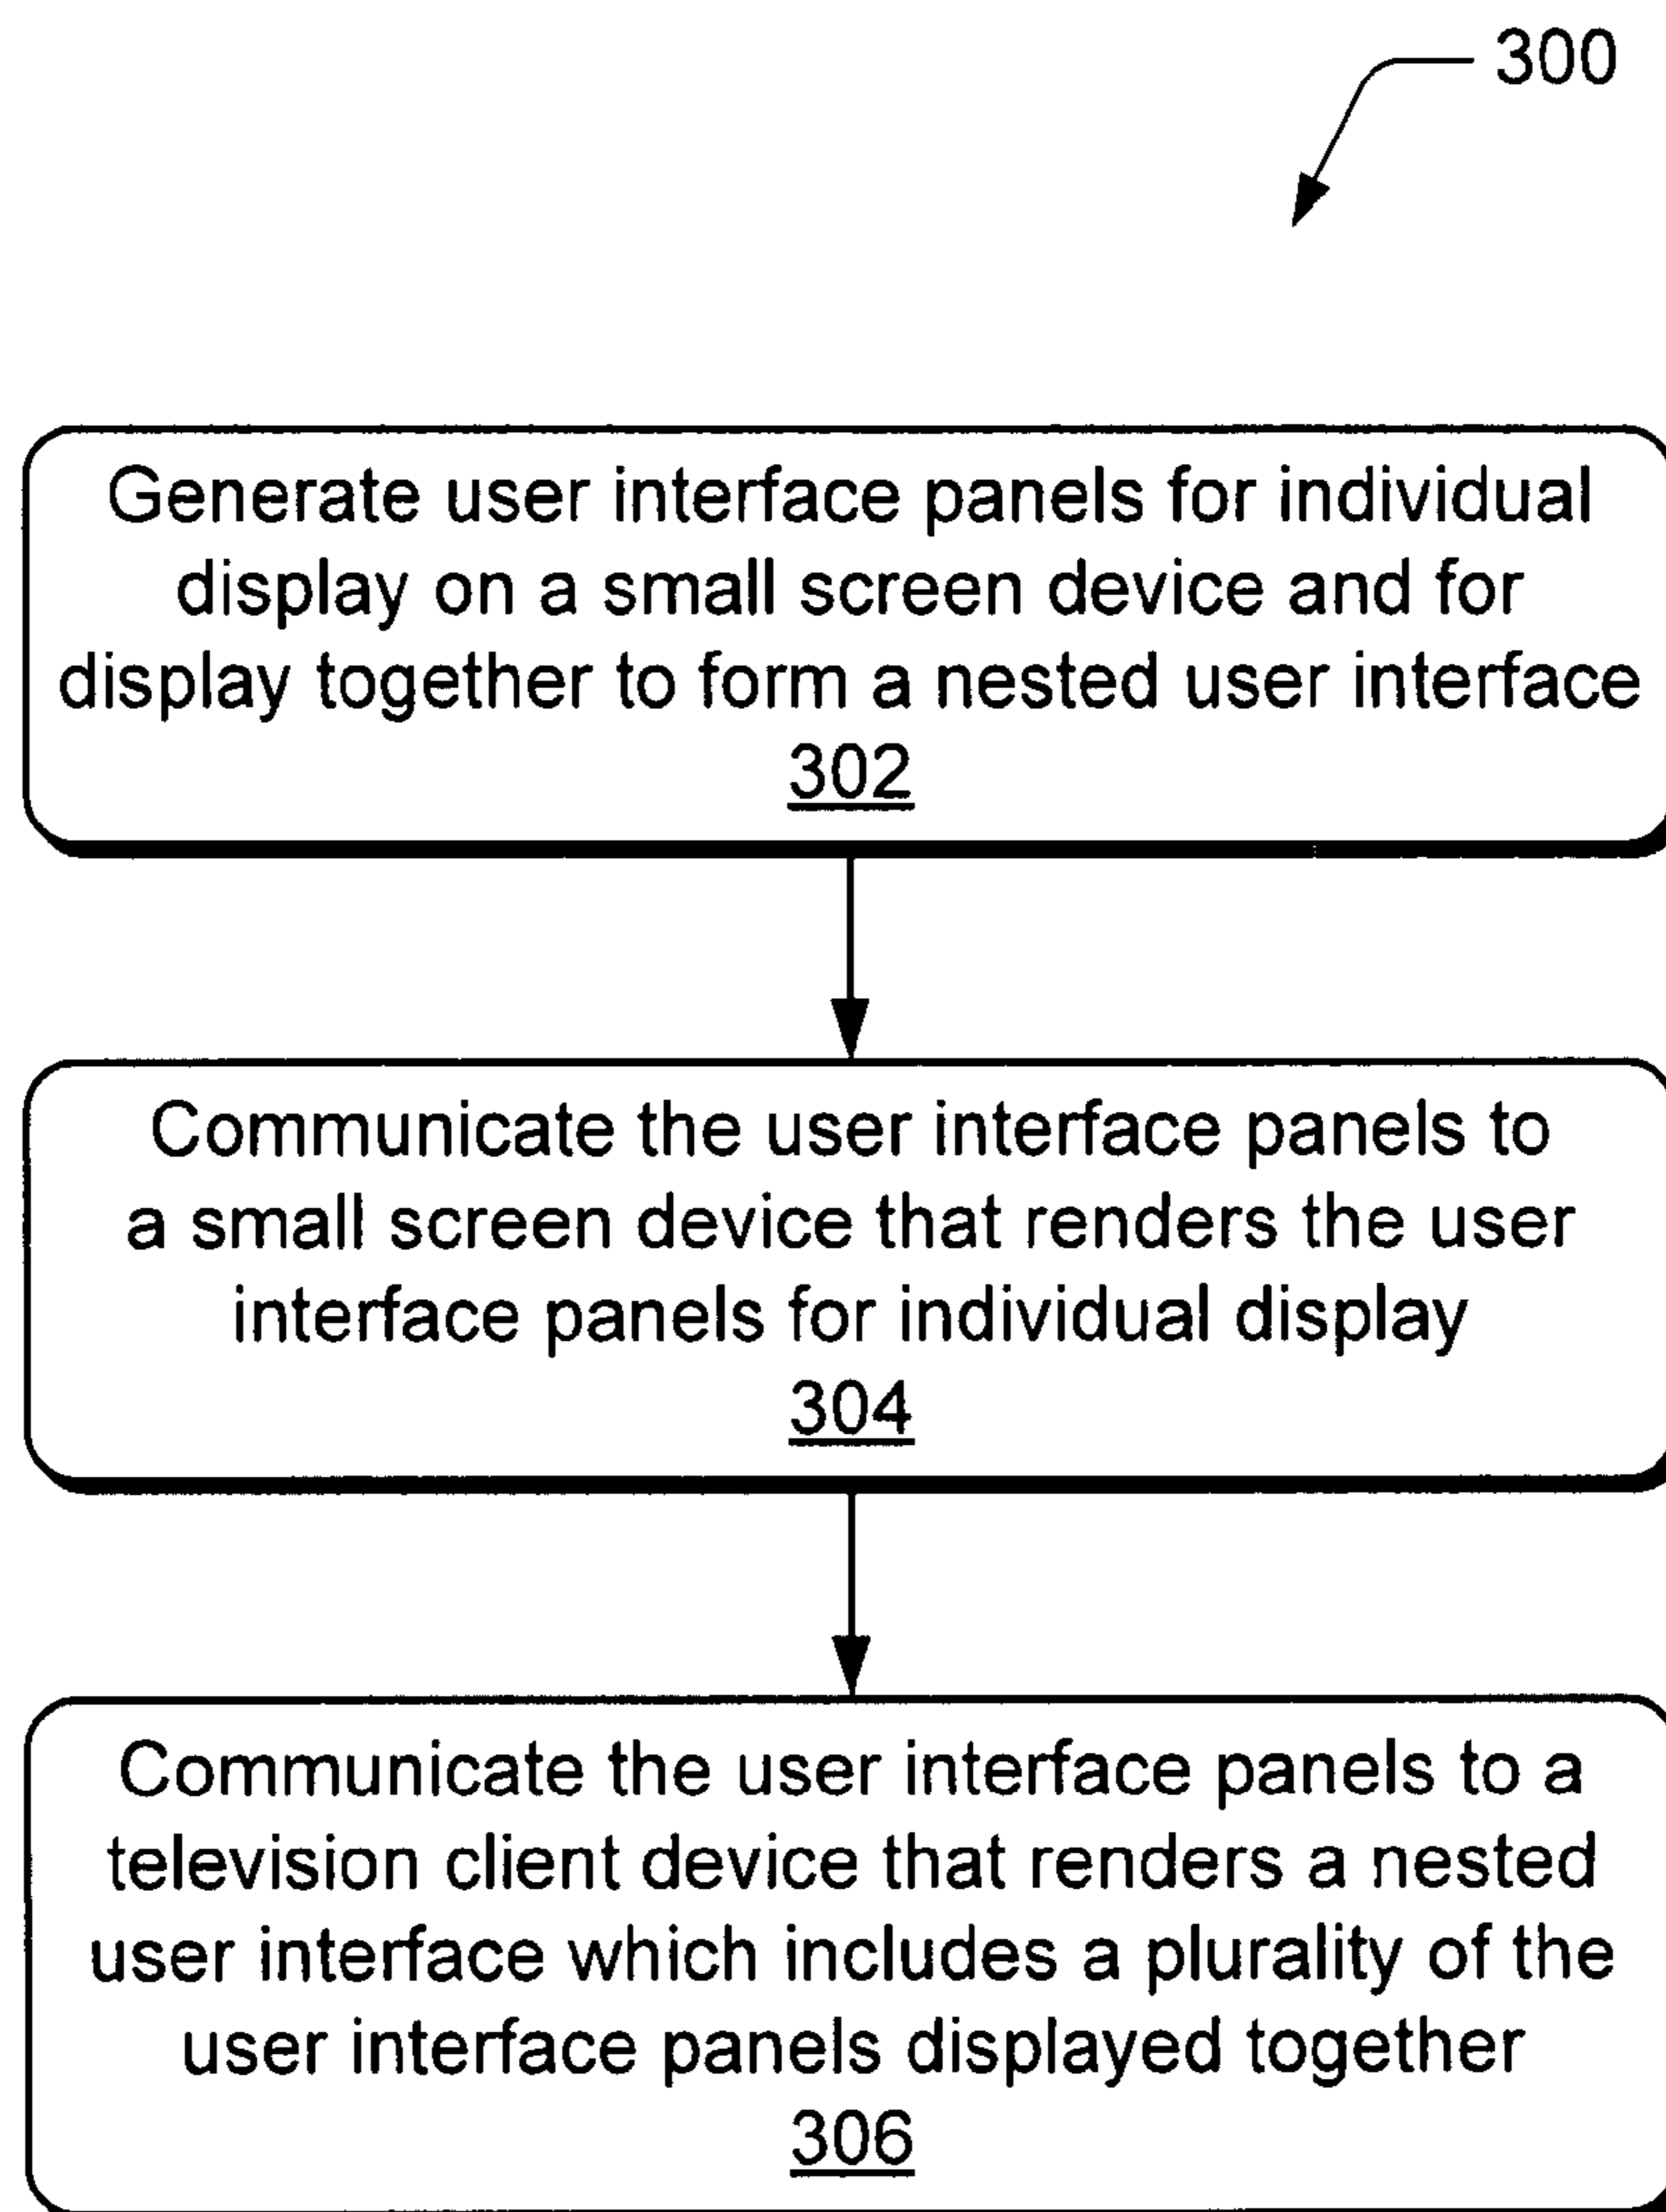 300
Generate user interface panels for individual
display on a small screen device and for
display together to form a nested user interface
302
Communicate the user interface panels to
a small screen device that renders the user
interface panels for individual display
304
Communicate the user interface panels to a
television client device that renders a nested
user interface which includes a plurality of the
user interface panels displayed together
306